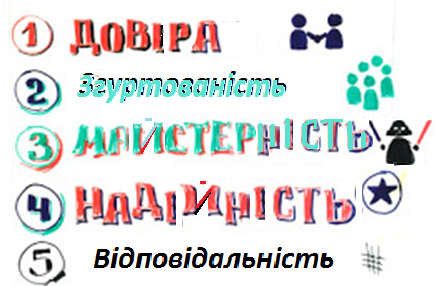 1 ДОВІРА
2 Згуртованість
3 МАЙСТЕРНІСТЬ
4 НАДІЙНІСТЬ
5 Відповідальність